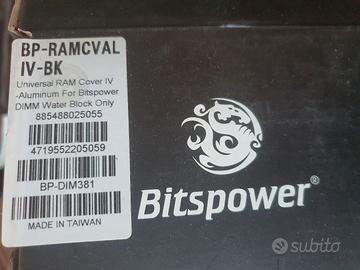 BP-RAMCVAL
IV-BK
Universal RAM Cover IV
-Aluminum For Bitspower
DIMM Water Block Only
885488025055
4719552205059
BP-DIM381
MADE IN TAIWAN
Bitspower®
subito